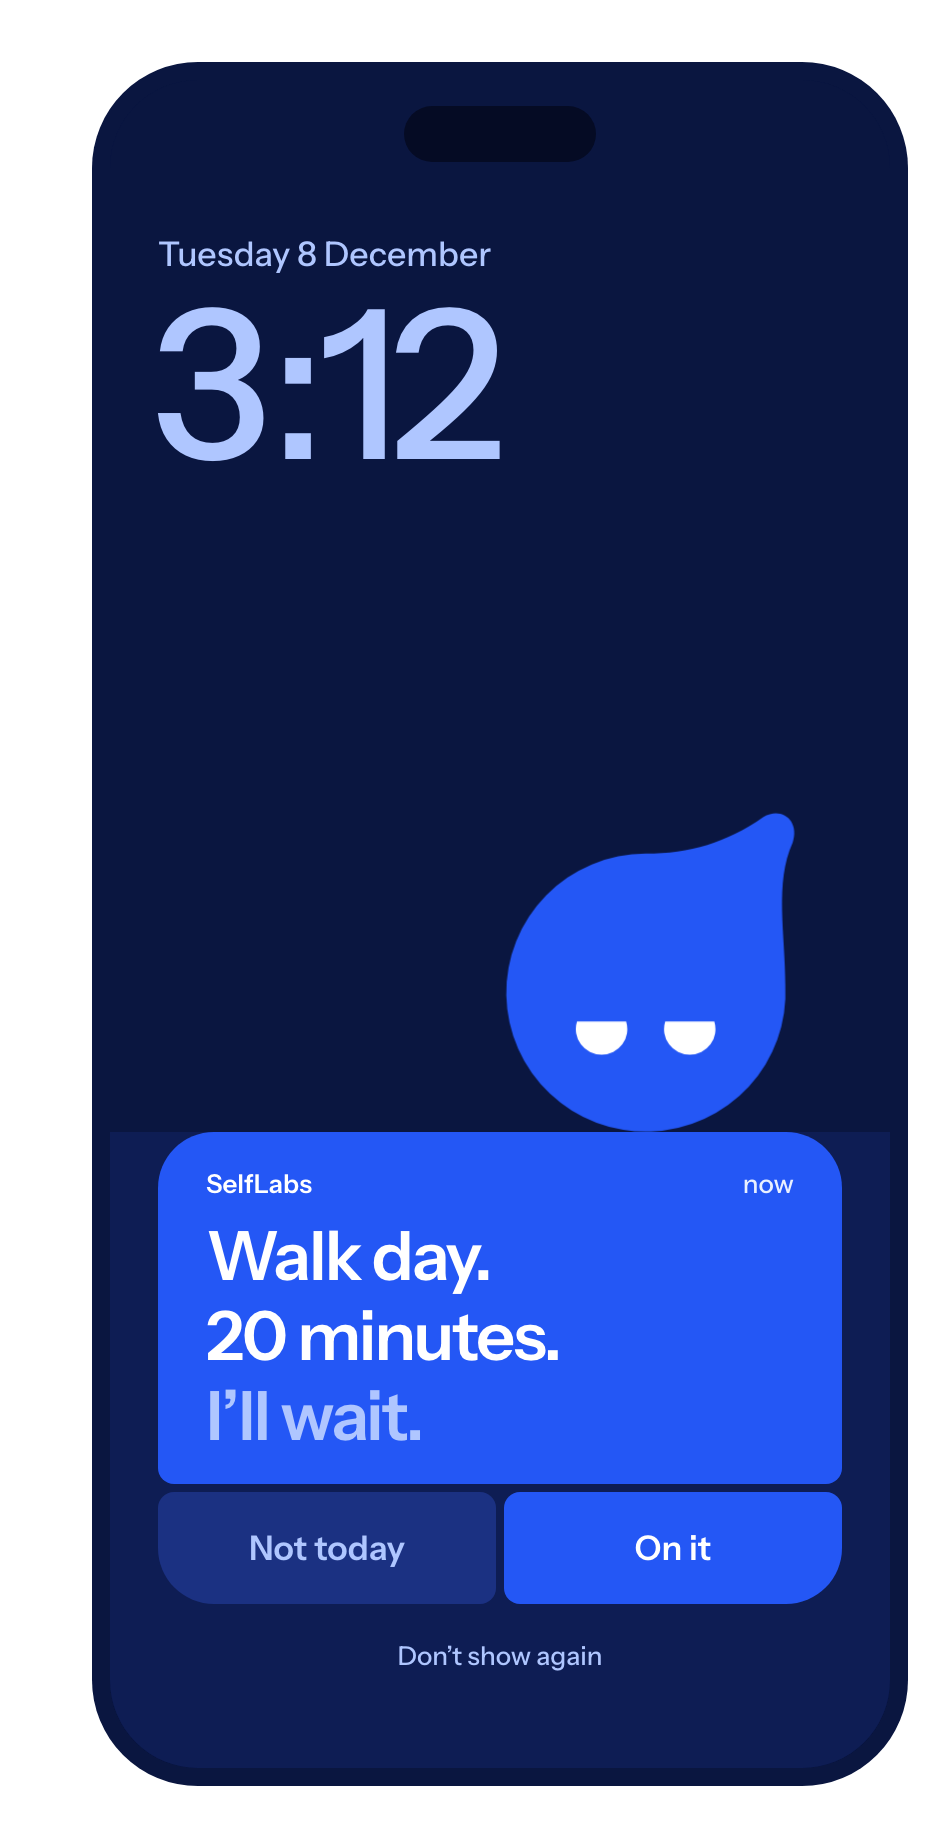 Tuesday 8 December
3:12
SelfLabs now
Walk day.
20 minutes.
I’ll wait.
Not today On it
Don’t show again